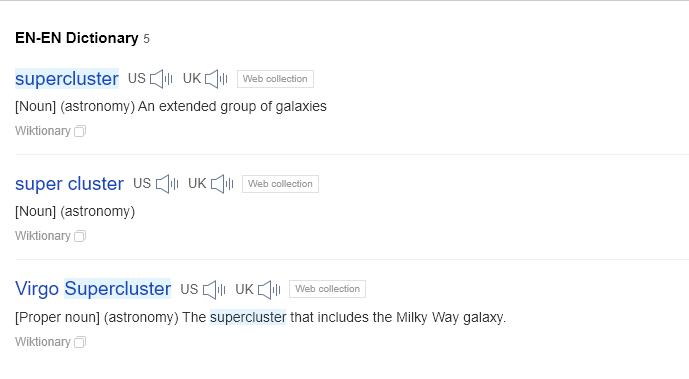 EN-EN Dictionary 5
supercluster US UK Web collection
[Noun] (astronomy) An extended group of galaxies
Wiktionary
super cluster US UK Web collection
[Noun] (astronomy)
Wiktionary
Virgo Supercluster US UK Web collection
[Proper noun] (astronomy) The supercluster that includes the Milky Way galaxy.
Wiktionary